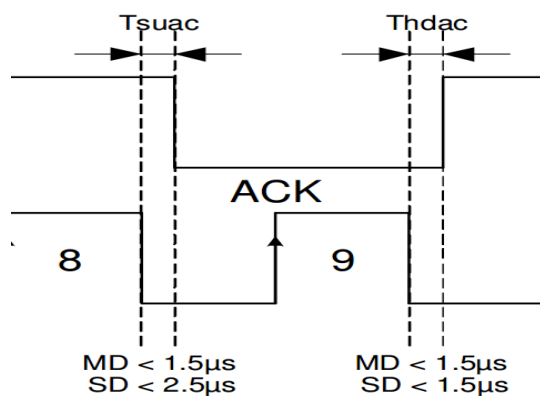 Tsuac Thdac
ACK
8 9
MD < 1.5µs MD < 1.5µs
SD < 2.5µs SD < 1.5µs